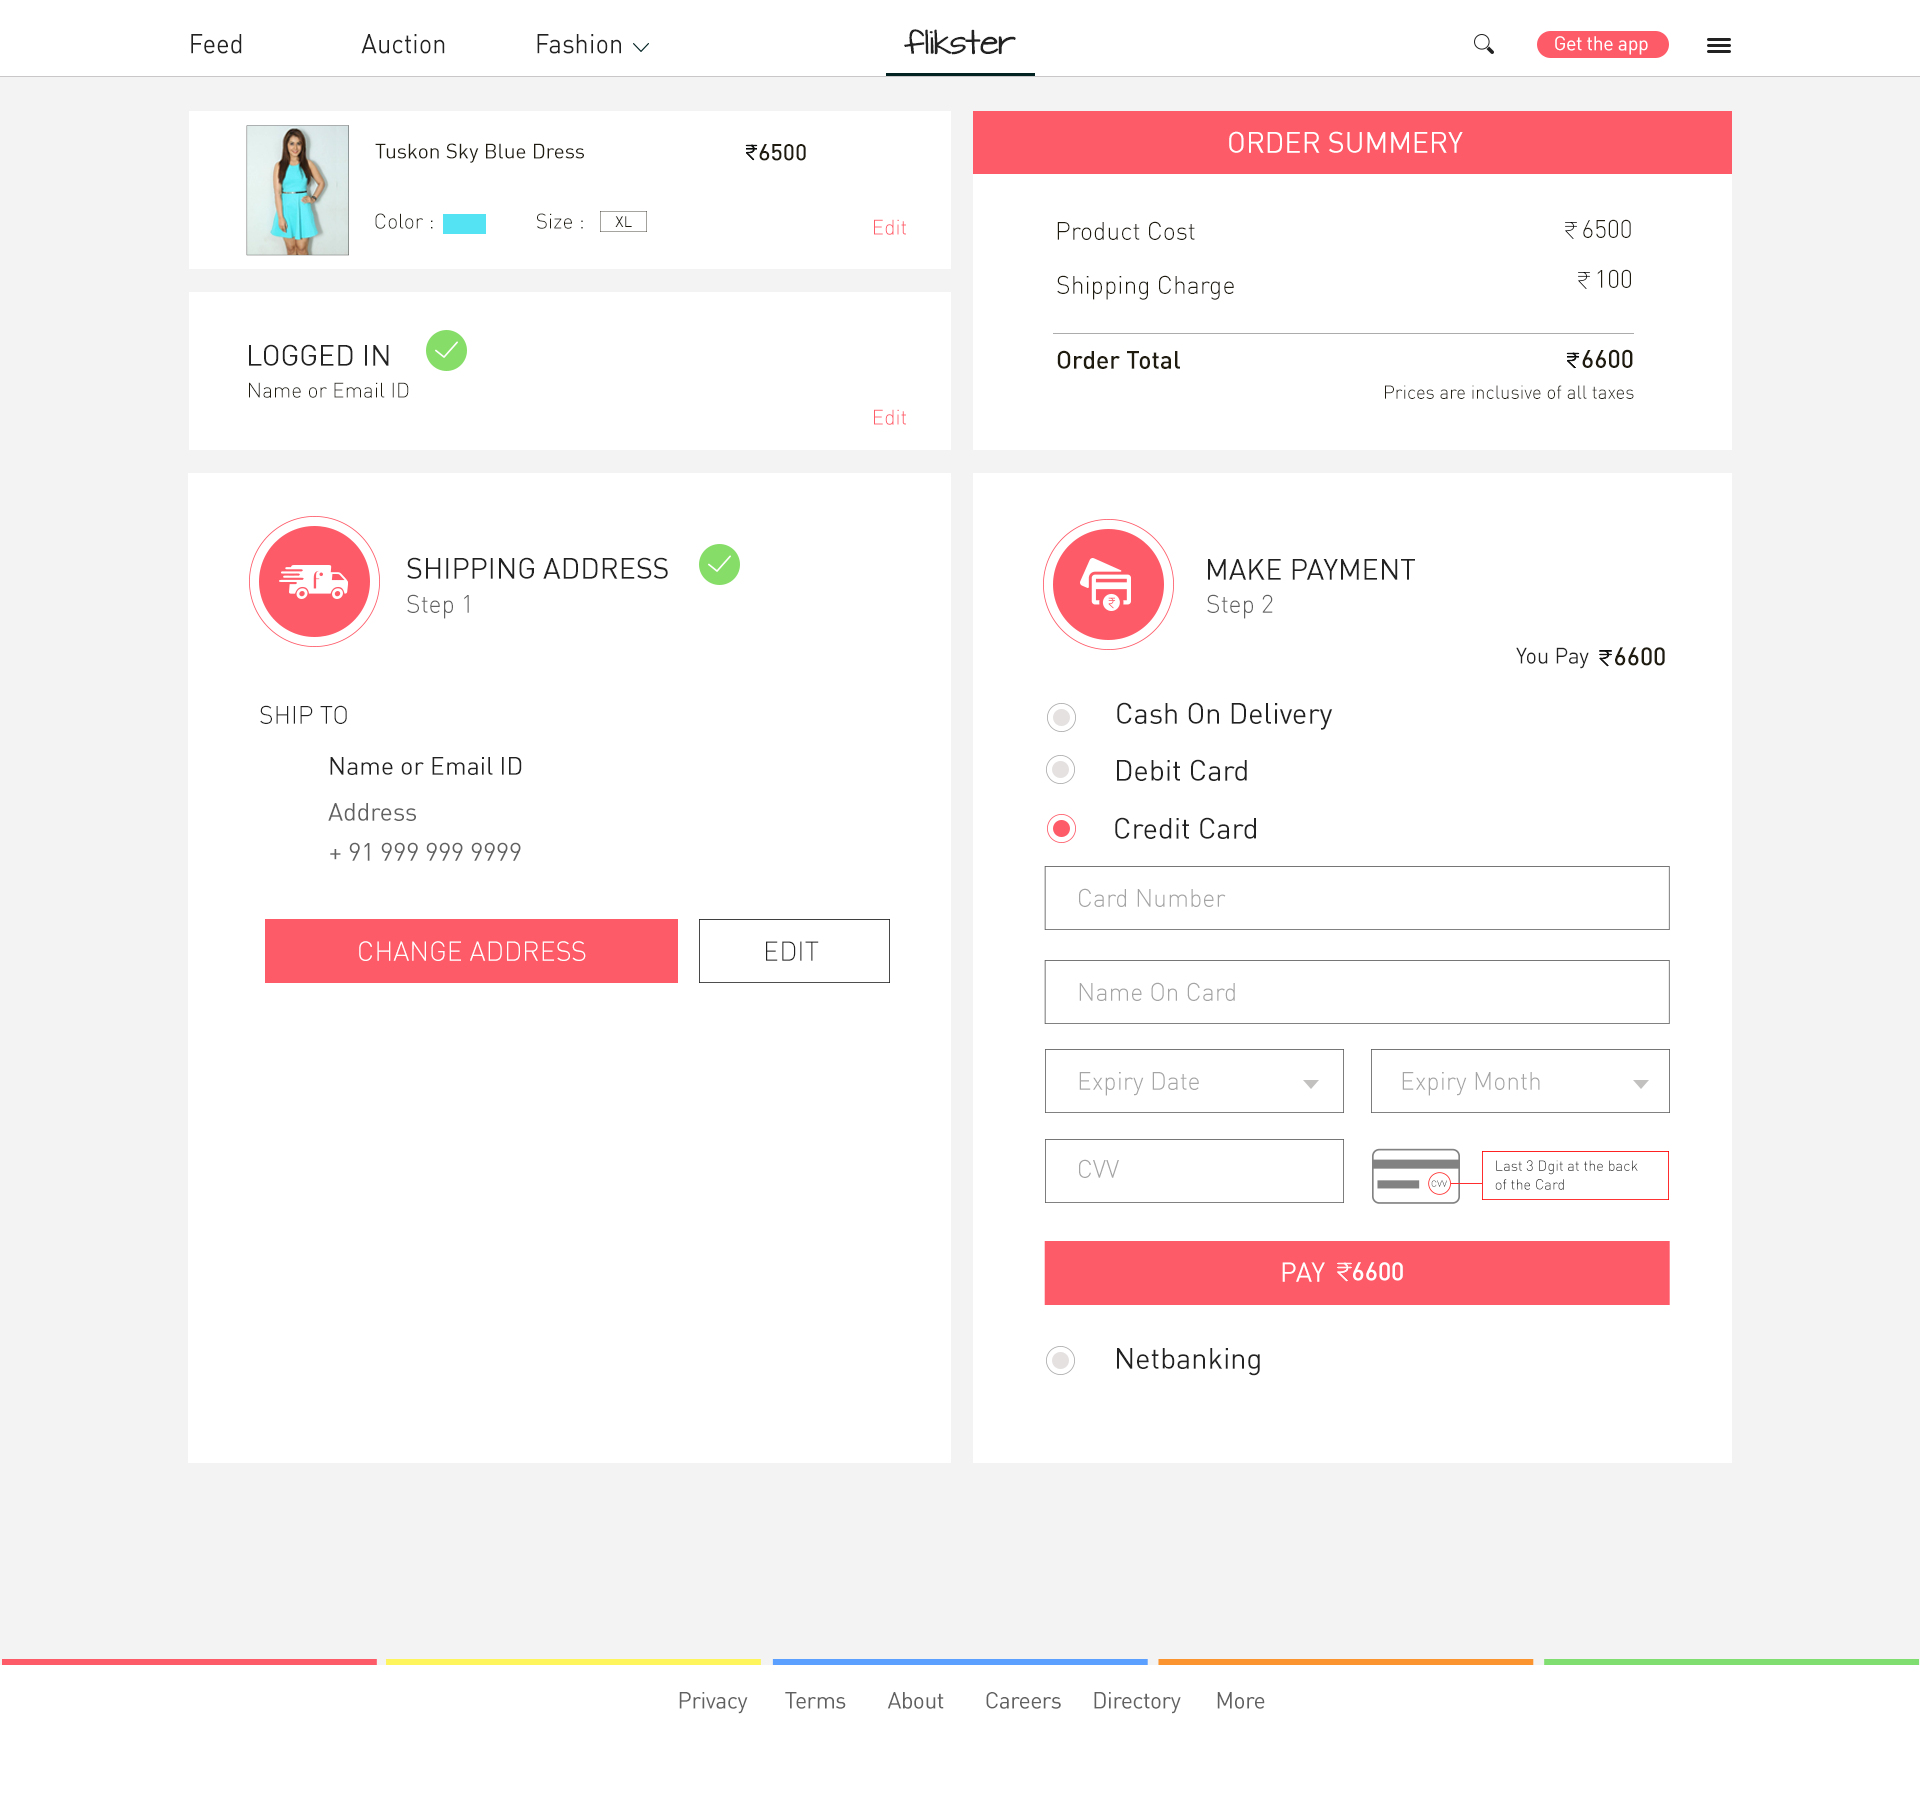 Feed
Auction
Fashion
flikster
Get the app
Tuskon Sky Blue Dress
₹6500
Color :
Size :
XL
Edit
LOGGED IN
Name or Email ID
Edit
ORDER SUMMERY
Product Cost
₹ 6500
Shipping Charge
₹ 100
Order Total
₹6600
Prices are inclusive of all taxes
f
SHIPPING ADDRESS
Step 1
SHIP TO
Name or Email ID
Address
+ 91 999 999 9999
CHANGE ADDRESS
EDIT
₹
MAKE PAYMENT
Step 2
You Pay ₹6600
Cash On Delivery
Debit Card
Credit Card
Card Number
Name On Card
Expiry Date
Expiry Month
CVV
CVV
Last 3 Dgit at the back
of the Card
PAY ₹6600
Netbanking
Privacy
Terms
About
Careers
Directory
More